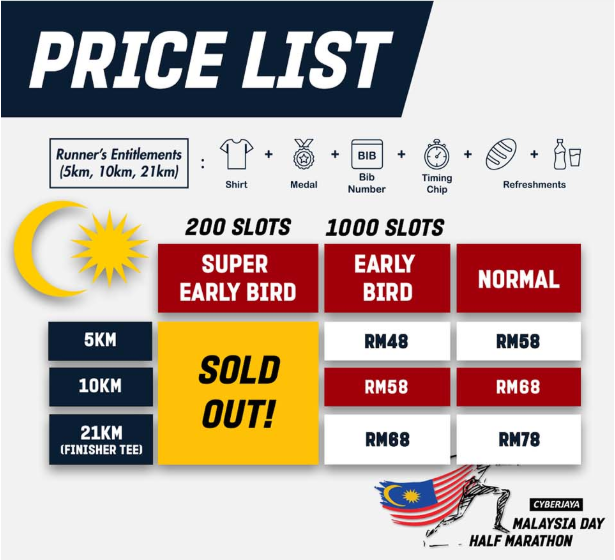 PRICE LIST
Runner's Entitlements
(5km, 10km, 21km)
:
Shirt
+
Medal
+
BIB
Bib
Number
+
Timing
Chip
+
+
Refreshments
200 SLOTS
1000 SLOTS
SUPER
EARLY BIRD
EARLY
BIRD
NORMAL
5KM
SOLD
OUT!
RM48
RM58
10KM
RM58
RM68
21KM
(FINISHER TEE)
RM68
RM78
CYBERJAYA
MALAYSIA DAY
HALF MARATHON